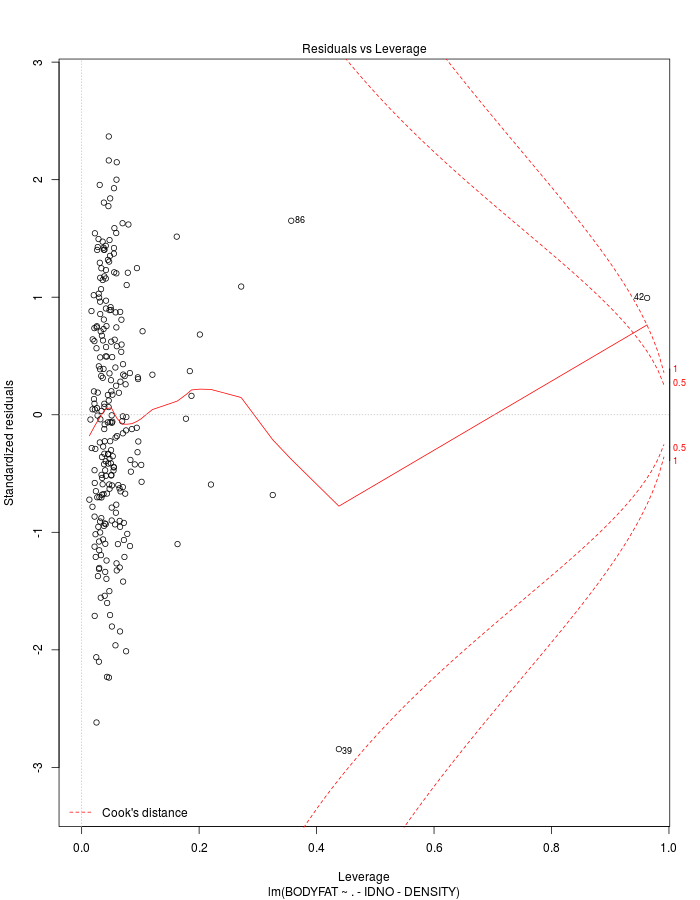 Residuals vs Leverage
3
2
1
0
-1
-2
-3
Standardized residuals
86
42
39
1
0.5
0.5
1
Cook's distance
0.0 0.2 0.4 0.6 0.8 1.0
Leverage
lm(BODYFAT ~ . - IDNO - DENSITY)